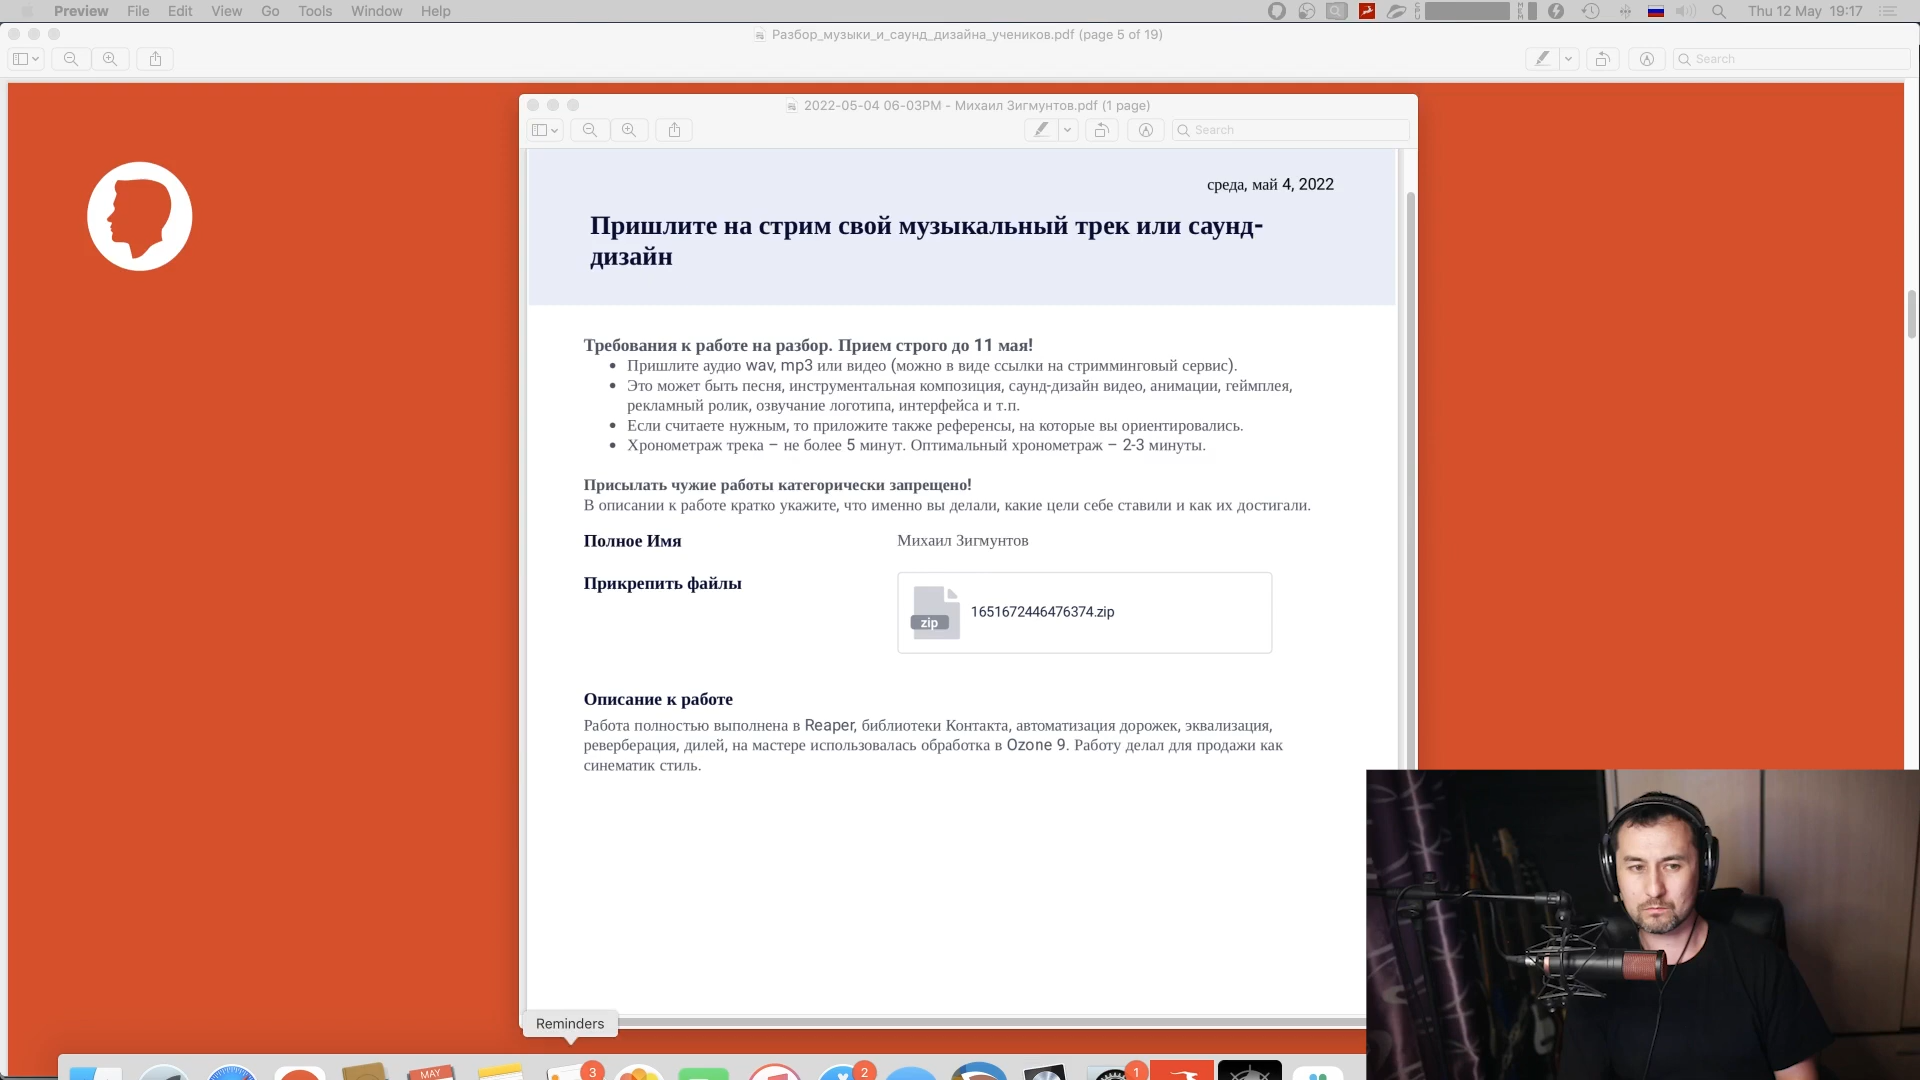 Preview File Edit View Go Tools Window Help
Thu 12 May 19:17
Разбор_музыки_и_саунд_дизайна_учеников.pdf (page 5 of 19)
Search
2022-05-04 06-03PM - Михаил Зигмунтов.pdf (1 page)
Search
среда, май 4, 2022
Пришлите на стрим свой музыкальный трек или саунд-
дизайн
Требования к работе на разбор. Прием строго до 11 мая!
• Пришлите аудио wav, mp3 или видео (можно в виде ссылки на стримминговый сервис).
• Это может быть песня, инструментальная композиция, саунд-дизайн видео, анимации, геймплея,
рекламный ролик, озвучание логотипа, интерфейса и т.п.
• Если считаете нужным, то приложите также референсы, на которые вы ориентировались.
• Хронометраж трека – не более 5 минут. Оптимальный хронометраж – 2-3 минуты.
Присылать чужие работы категорически запрещено!
В описании к работе кратко укажите, что именно вы делали, какие цели себе ставили и как их достигали.
Полное Имя
Михаил Зигмунтов
Прикрепить файлы
zip
1651672446476374.zip
Описание к работе
Работа полностью выполнена в Reaper, библиотеки Контакта, автоматизация дорожек, эквализация,
реверберация, дилей, на мастере использовалась обработка в Ozone 9. Работу делал для продажи как
синематик стиль.
Reminders
MAY
3
2
1